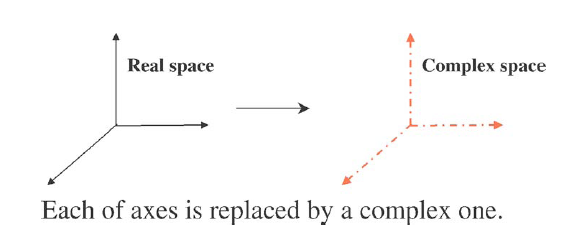 Real space
Complex space
Each of axes is replaced by a complex one.